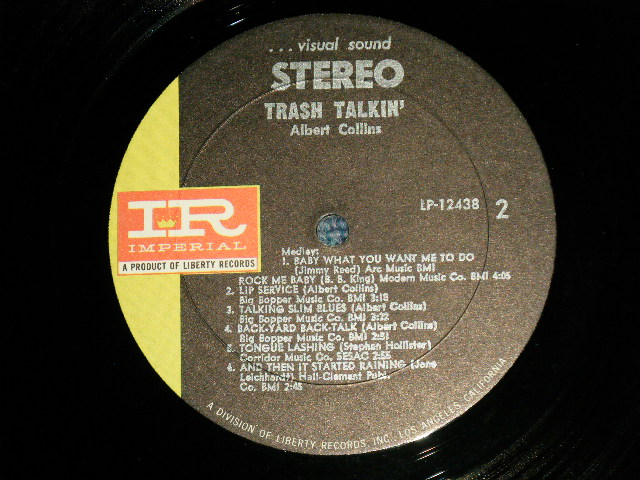 ... visual sound
STEREO
TRASH TALKIN'
Albert Collins
LP-12438 2
IR
IMPERIAL
A PRODUCT OF LIBERTY RECORDS
Medley:
1. BABY WHAT YOU WANT ME TO DO
(Jimmy Reed) Arc Music BMI
ROCK ME BABY (B. B. King) Modern Music Co. BMI 4:05
2. LIP SERVICE (Albert Collins)
Big Bopper Music Co. BMI 3:18
3. TALKING SLIM BLUES (Albert Collins)
Big Bopper Music Co. BMI 3:22
4. BACK-YARD BACK-TALK (Albert Collins)
Big Bopper Music Co. BMI 2:51
5. TONGUE LASHING (Stephen Hollister)
Corridor Music Co. SESAC 2:55
6. AND THEN IT STARTED RAINING (Jane
Leichhardt) Hall-Clement Publ.
Co. BMI 2:45
A DIVISION OF LIBERTY RECORDS, INC., LOS ANGELES, CALIFORNIA